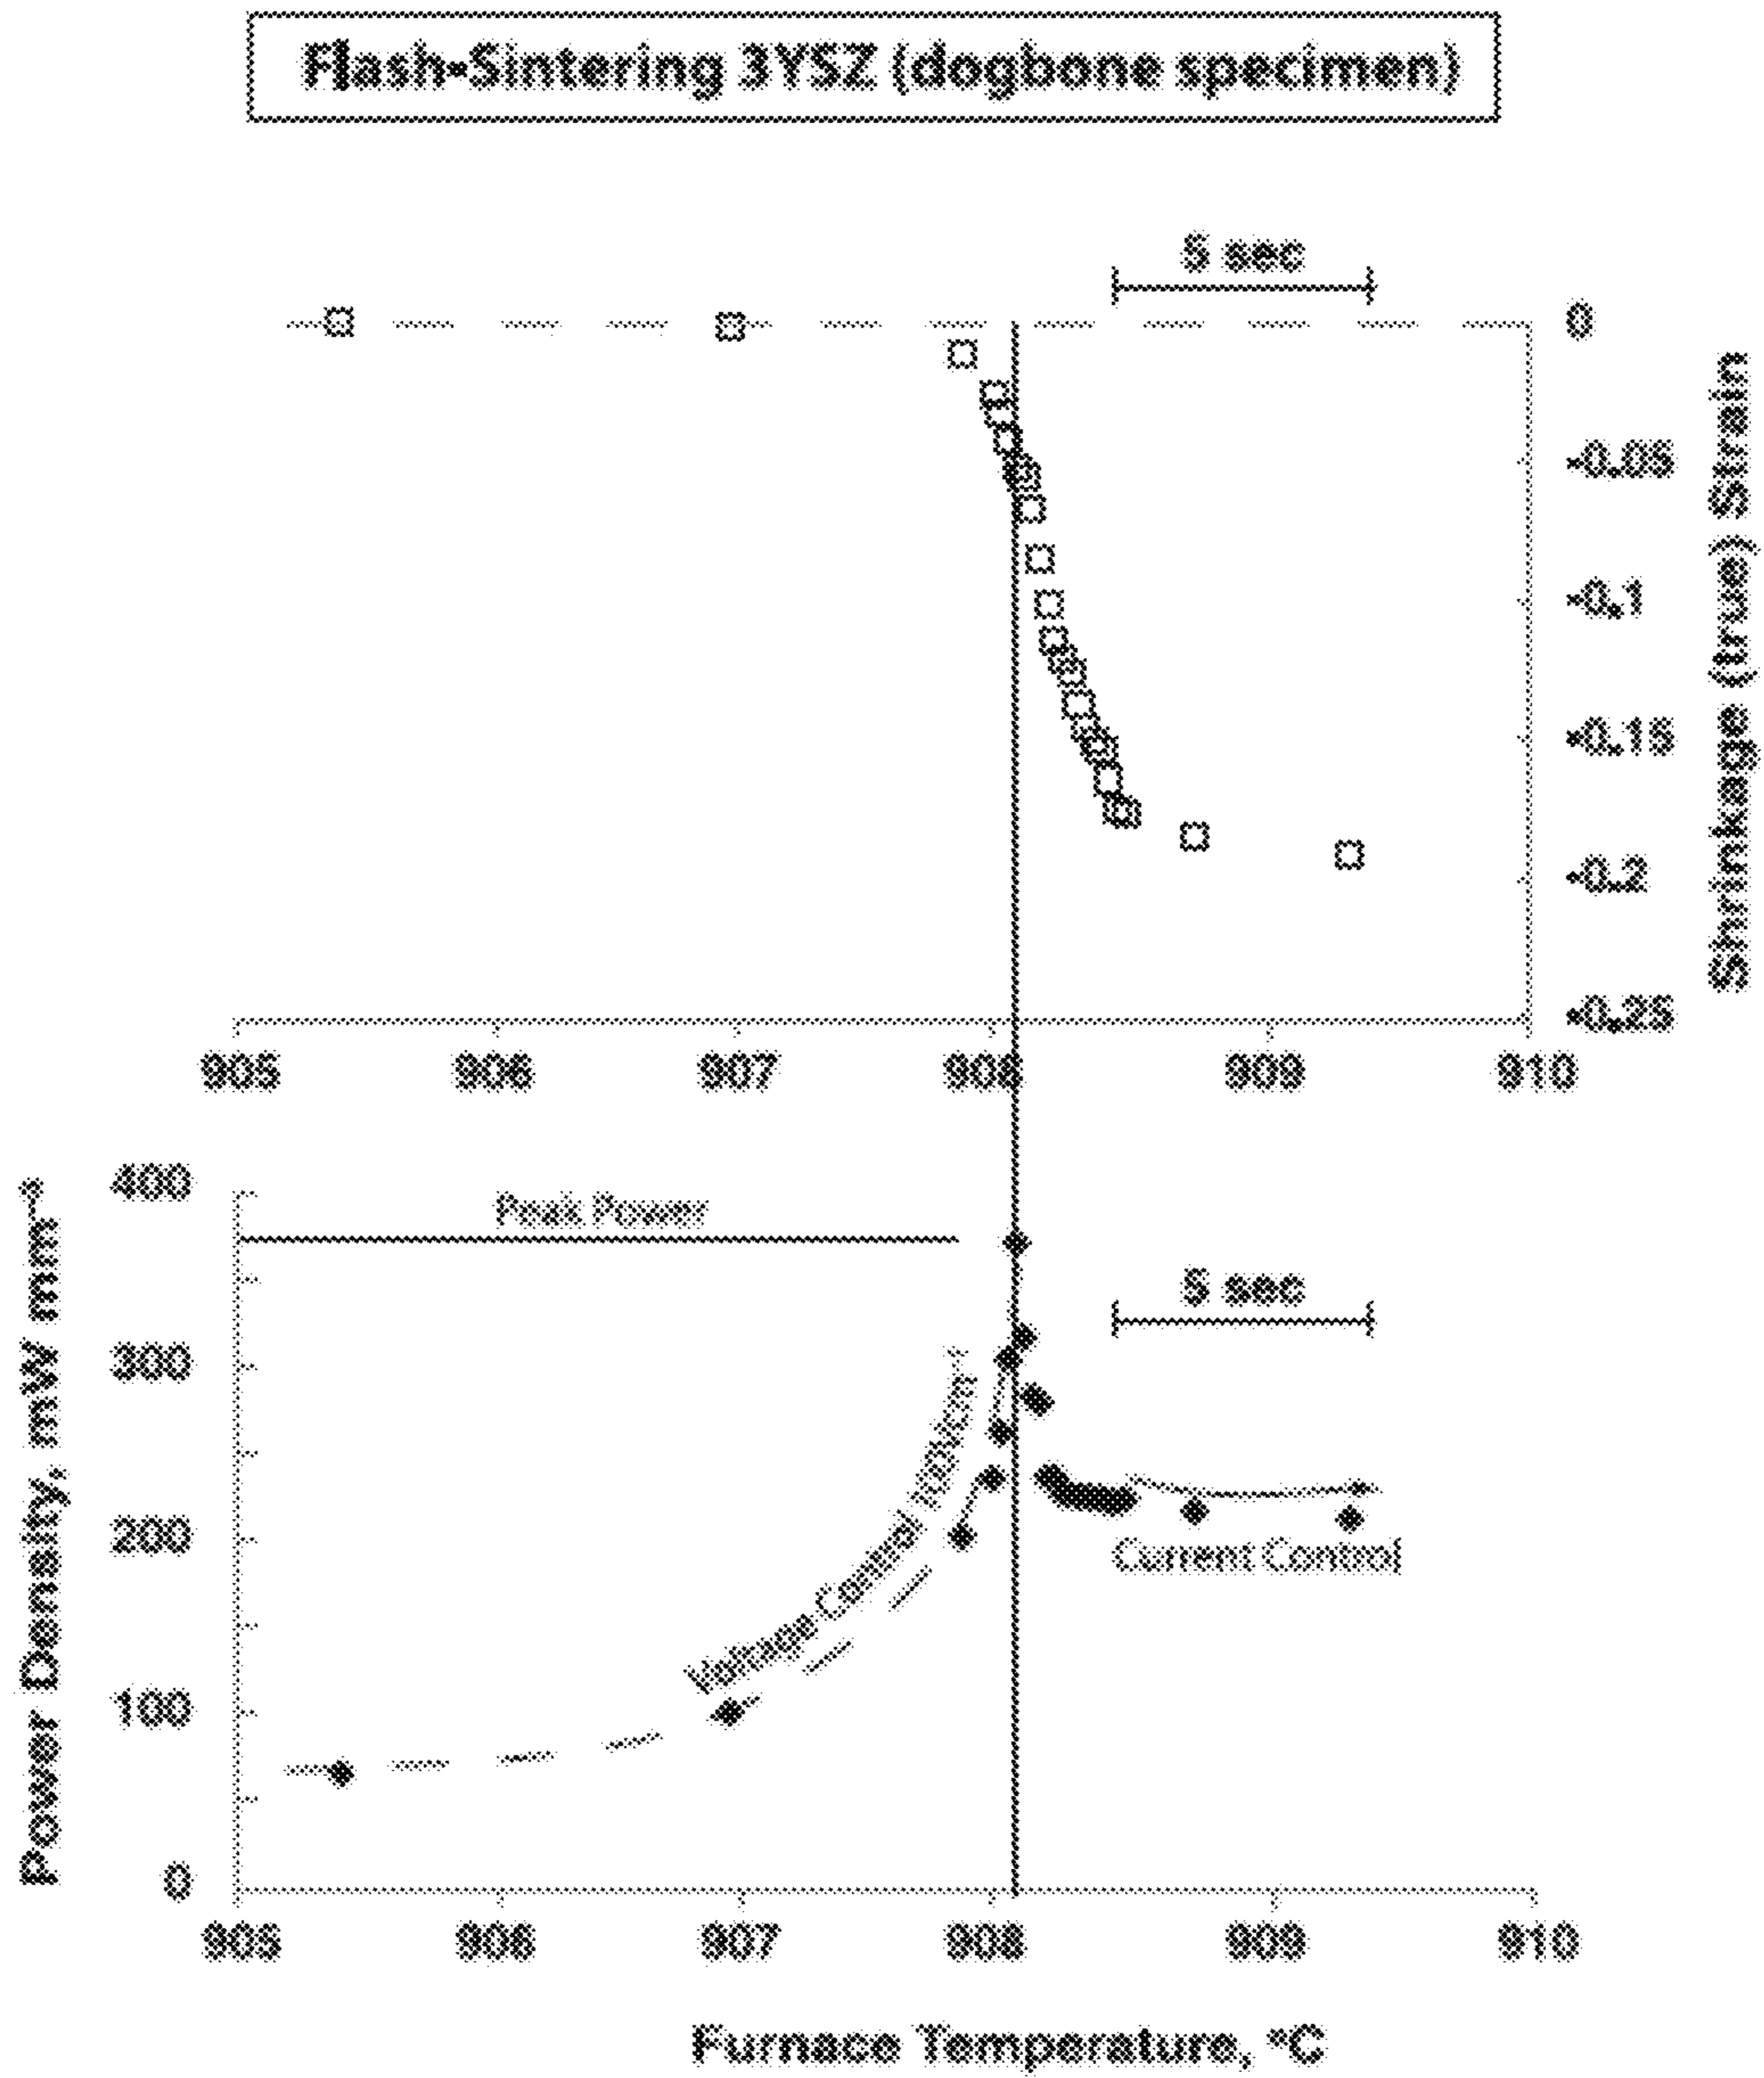 Flash-Sintering 3YSZ (dogbone specimen)
5 sec
0
-0.05
-0.1
-0.15
-0.2
-0.25
Shrinkage (true) Strain
905 906 907 908 909 910
400
300
200
100
0
Power Density, mW mm⁻³
Peak Power
5 sec
Voltage Control
Current Control
905 906 907 908 909 910
Furnace Temperature, °C